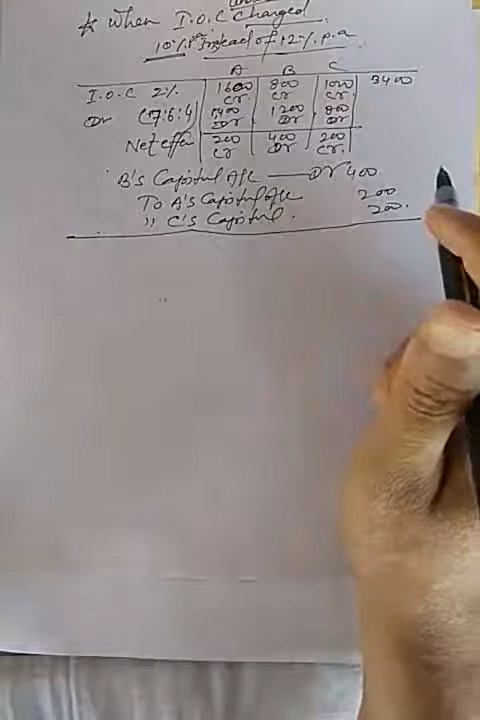 * When I.O.C Charged
10% instead of 12% p.a
A B C
I.O.C 2% 1600 CR 800 CR 1000 CR. 3400
Dr (7:6:4) 1400 DR 1200 DR 800 DR
Net effe 200 CR 400 DR 200 CR.
B's Capital A/c —— Dr 400
To A's Capital A/c 200
" C's Capital. 200.